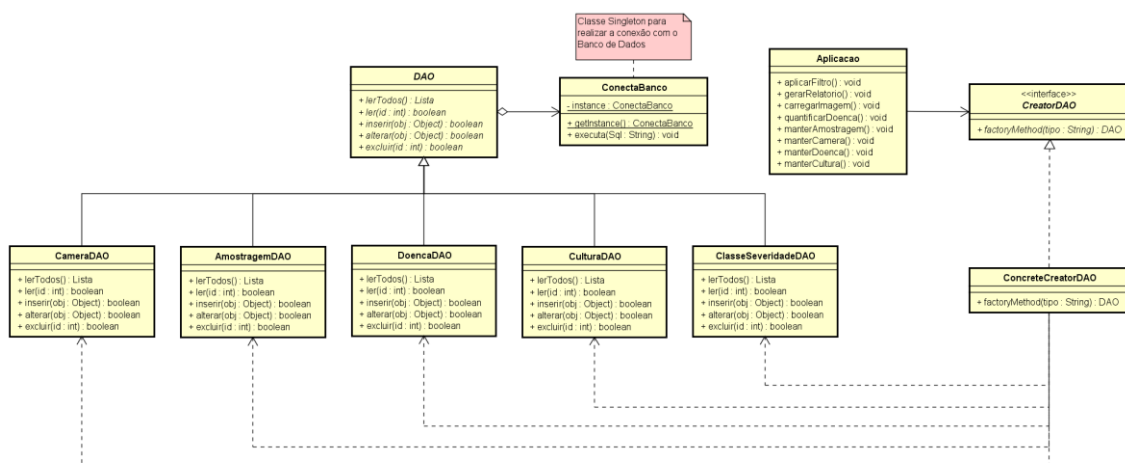 Classe Singleton para
realizar a conexão com o
Banco de Dados
DAO
+ lerTodos() : Lista
+ ler(id : int) : boolean
+ inserir(obj : Object) : boolean
+ alterar(obj : Object) : boolean
+ excluir(id : int) : boolean
ConectaBanco
- instance : ConectaBanco
+ getInstance() : ConectaBanco
+ executa(Sql : String) : void
Aplicacao
+ aplicarFiltro() : void
+ gerarRelatorio() : void
+ carregarImagem() : void
+ quantificarDoenca() : void
+ manterAmostragem() : void
+ manterCamera() : void
+ manterDoenca() : void
+ manterCultura() : void
<<interface>>
CreatorDAO
+ factoryMethod(tipo : String) : DAO
CameraDAO
+ lerTodos() : Lista
+ ler(id : int) : boolean
+ inserir(obj : Object) : boolean
+ alterar(obj : Object) : boolean
+ excluir(id : int) : boolean
AmostragemDAO
+ lerTodos() : Lista
+ ler(id : int) : boolean
+ inserir(obj : Object) : boolean
+ alterar(obj : Object) : boolean
+ excluir(id : int) : boolean
DoencaDAO
+ lerTodos() : Lista
+ ler(id : int) : boolean
+ inserir(obj : Object) : boolean
+ alterar(obj : Object) : boolean
+ excluir(id : int) : boolean
CulturaDAO
+ lerTodos() : Lista
+ ler(id : int) : boolean
+ inserir(obj : Object) : boolean
+ alterar(obj : Object) : boolean
+ excluir(id : int) : boolean
ClasseSeveridadeDAO
+ lerTodos() : Lista
+ ler(id : int) : boolean
+ inserir(obj : Object) : boolean
+ alterar(obj : Object) : boolean
+ excluir(id : int) : boolean
ConcreteCreatorDAO
+ factoryMethod(tipo : String) : DAO